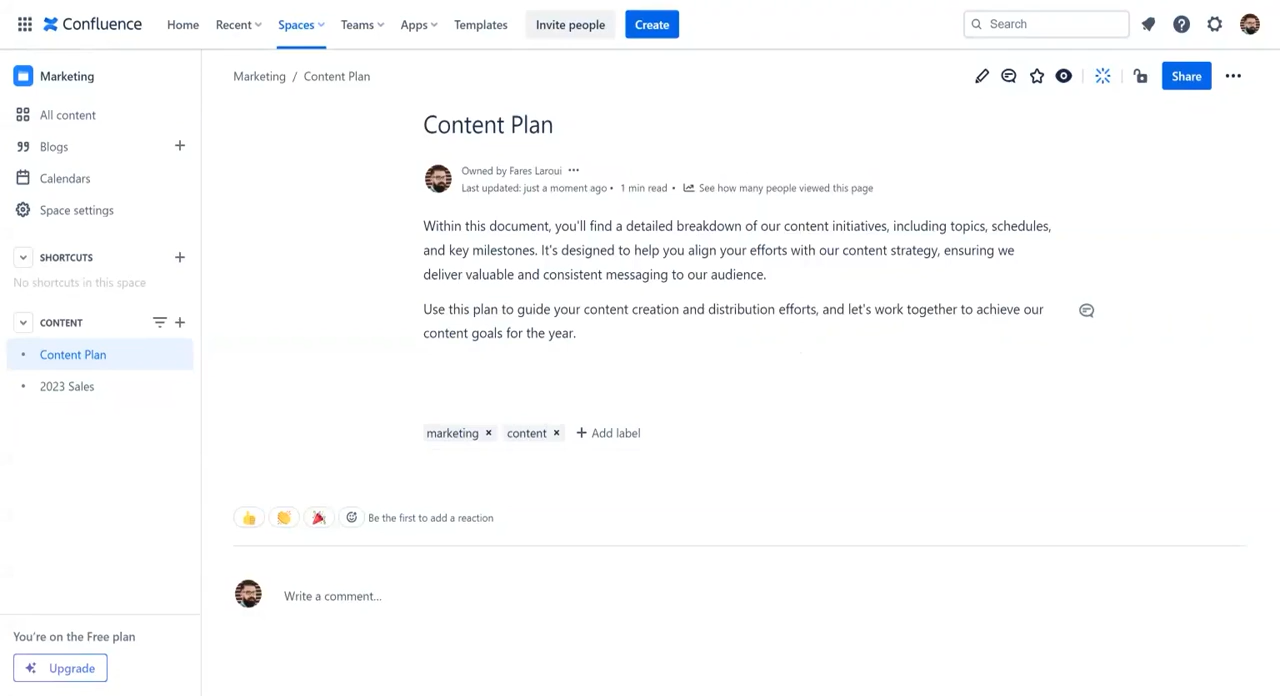 Confluence Home Recent Spaces Teams Apps Templates Invite people Create Search
Marketing
Marketing / Content Plan
Share
All content
Blogs
Calendars
Space settings
SHORTCUTS
No shortcuts in this space
CONTENT
Content Plan
2023 Sales
You're on the Free plan
Upgrade
Content Plan
Owned by Fares Laroui •••
Last updated: just a moment ago • 1 min read • See how many people viewed this page
Within this document, you'll find a detailed breakdown of our content initiatives, including topics, schedules,
and key milestones. It's designed to help you align your efforts with our content strategy, ensuring we
deliver valuable and consistent messaging to our audience.
Use this plan to guide your content creation and distribution efforts, and let's work together to achieve our
content goals for the year.
marketing × content × + Add label
Be the first to add a reaction
Write a comment...